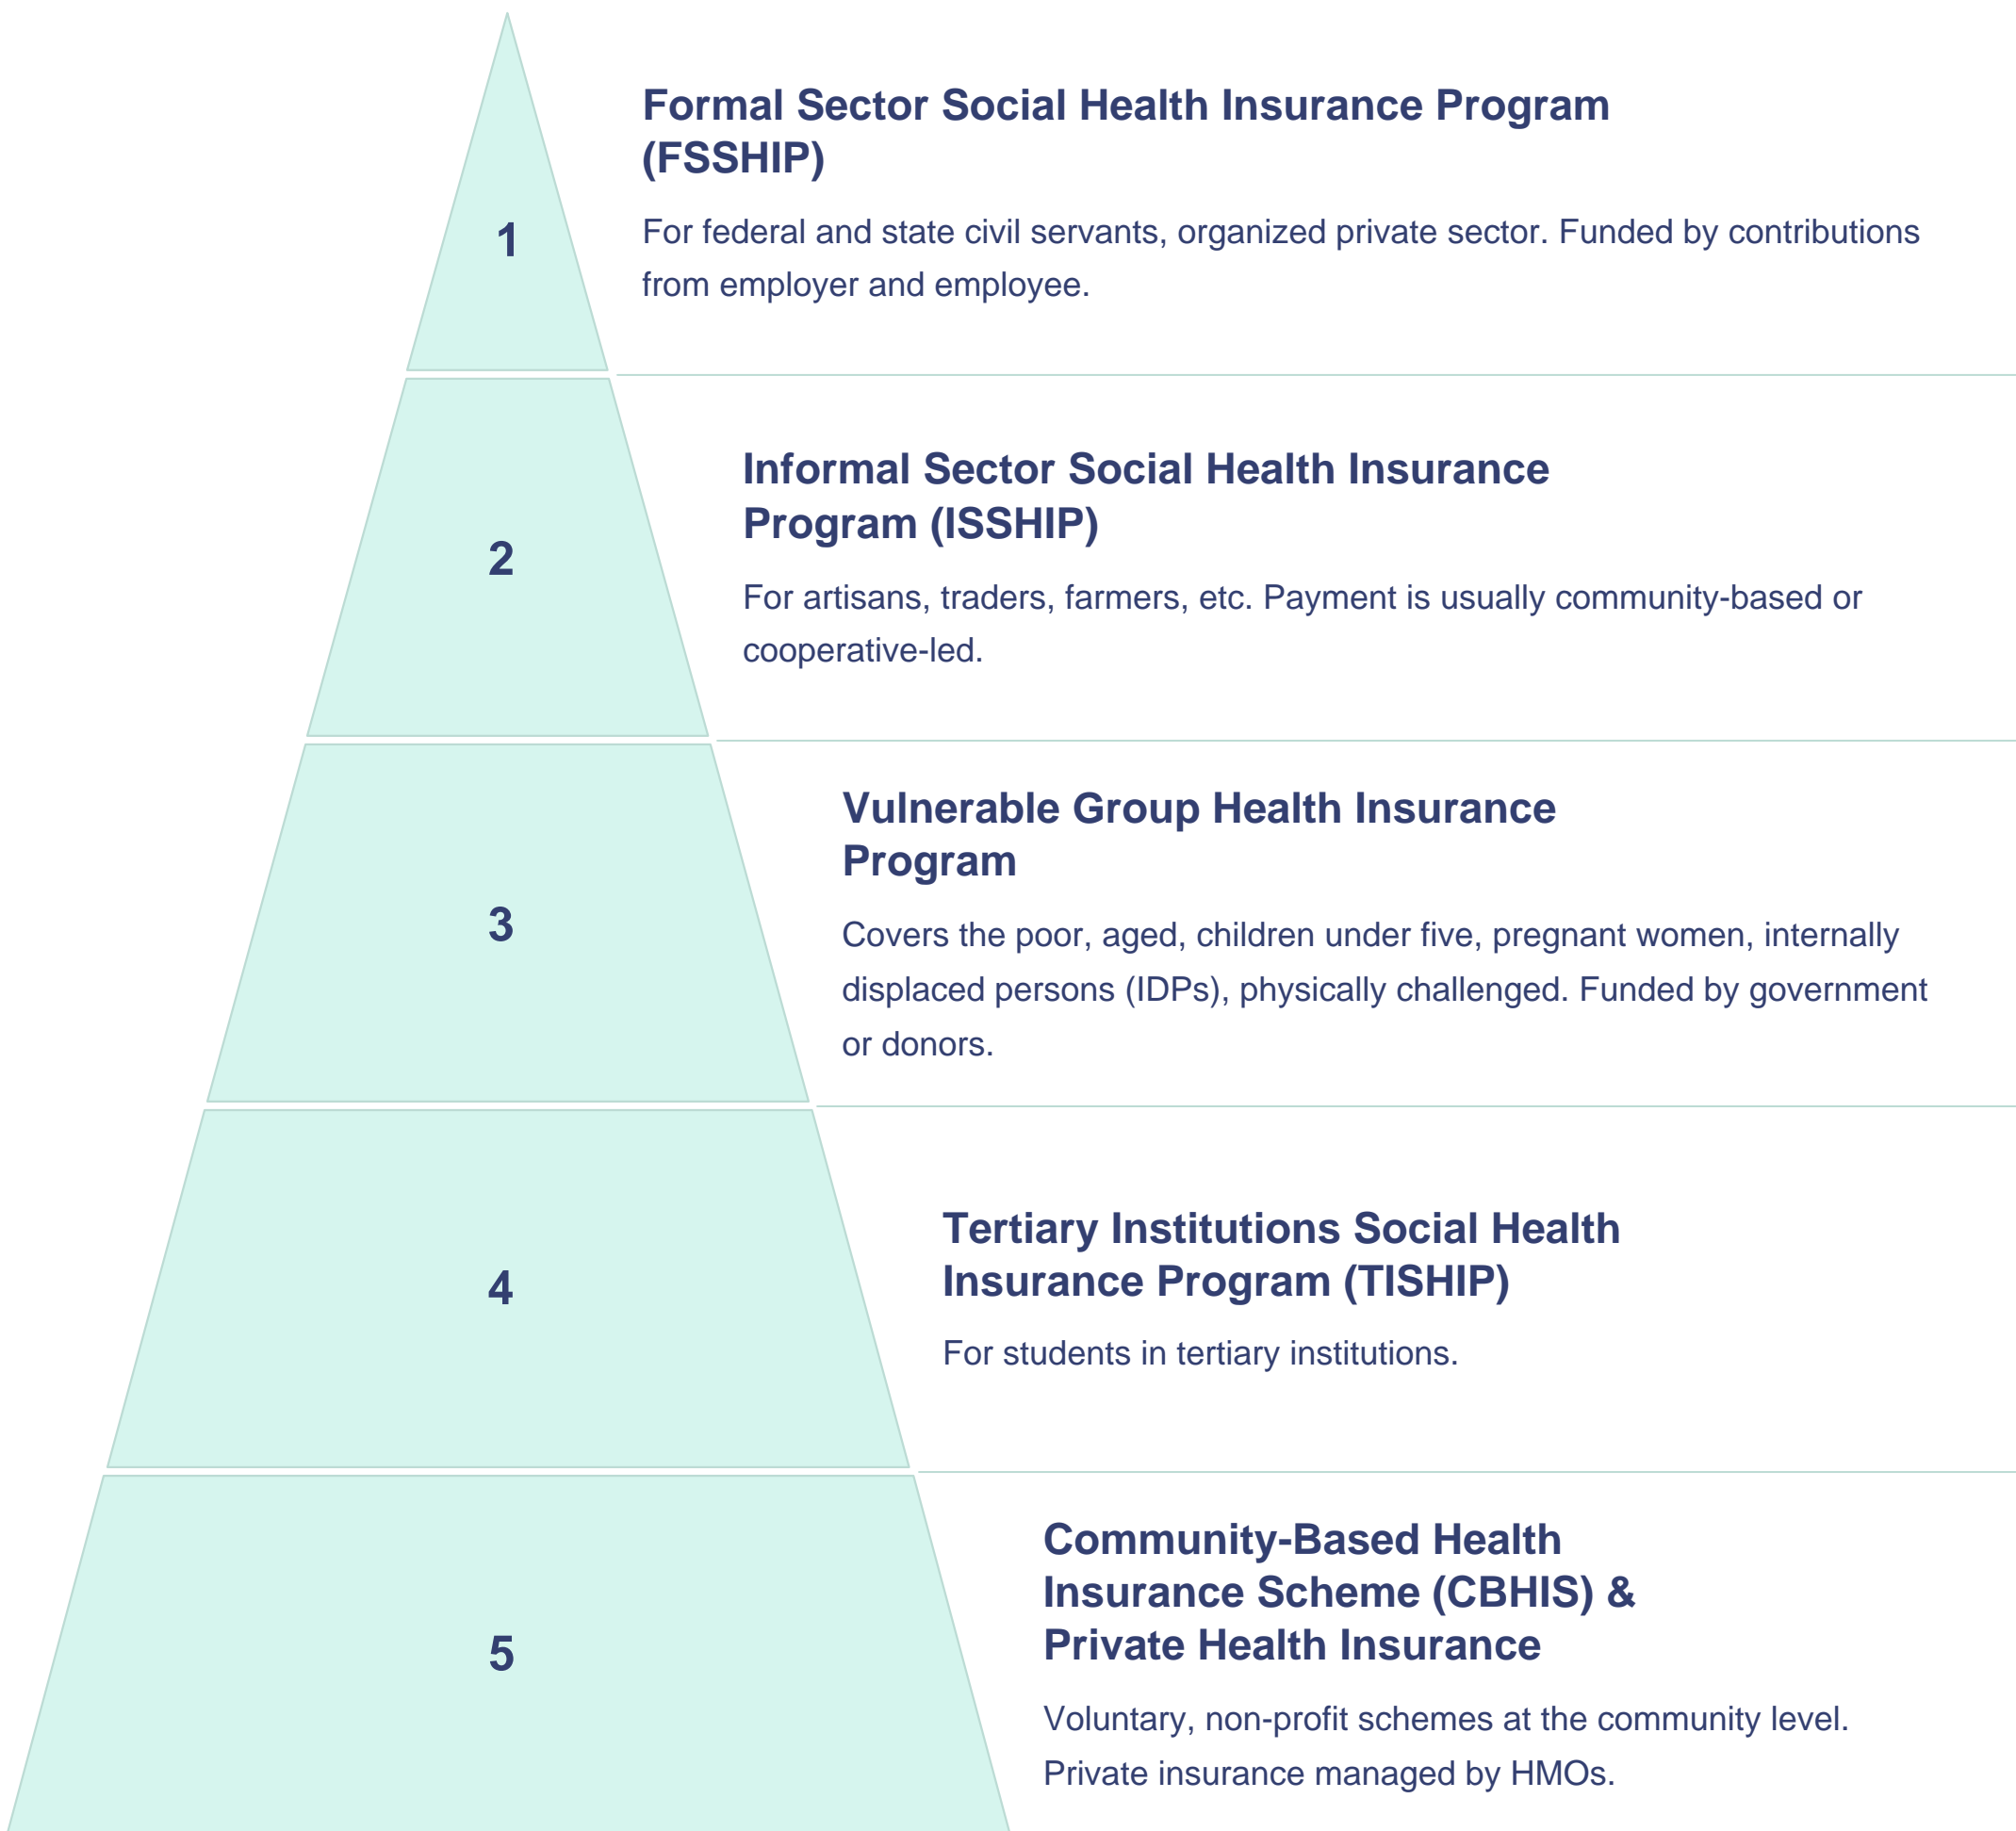 1
Formal Sector Social Health Insurance Program
(FSSHIP)
For federal and state civil servants, organized private sector. Funded by contributions
from employer and employee.
2
Informal Sector Social Health Insurance
Program (ISSHIP)
For artisans, traders, farmers, etc. Payment is usually community-based or
cooperative-led.
3
Vulnerable Group Health Insurance
Program
Covers the poor, aged, children under five, pregnant women, internally
displaced persons (IDPs), physically challenged. Funded by government
or donors.
4
Tertiary Institutions Social Health
Insurance Program (TISHIP)
For students in tertiary institutions.
5
Community-Based Health
Insurance Scheme (CBHIS) &
Private Health Insurance
Voluntary, non-profit schemes at the community level.
Private insurance managed by HMOs.